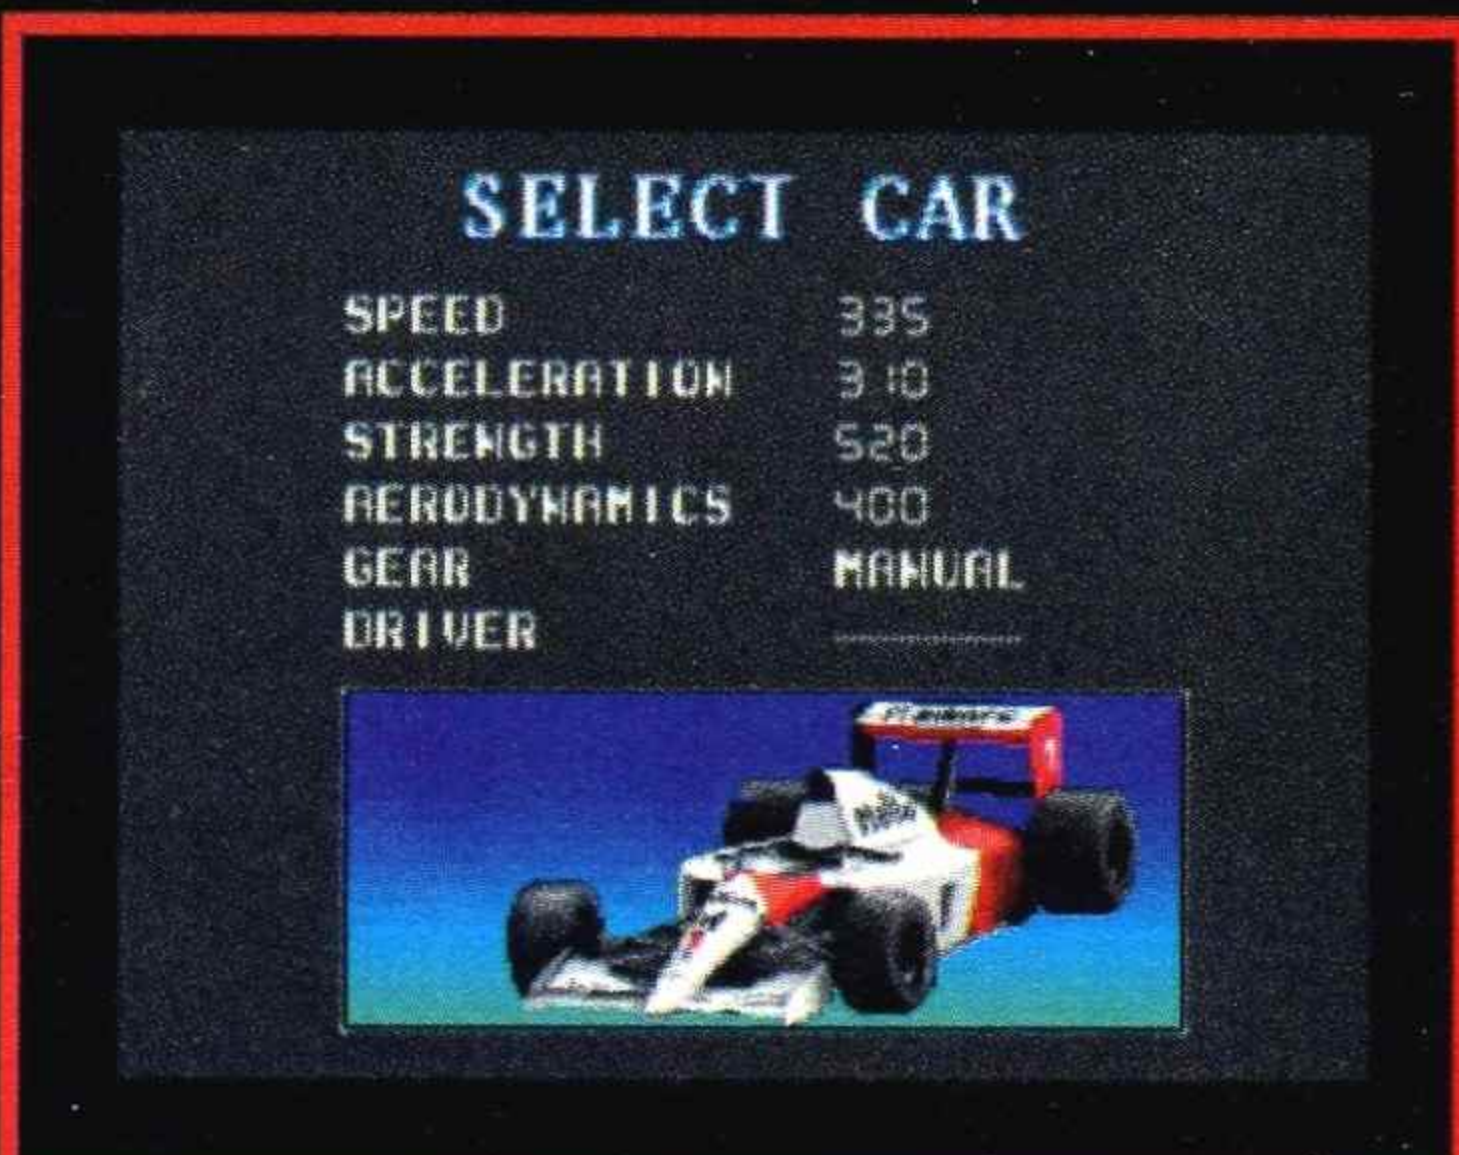 SELECT CAR
SPEED 335
ACCELERATION 310
STRENGTH 520
AERODYNAMICS 400
GEAR MANUAL
DRIVER ----------